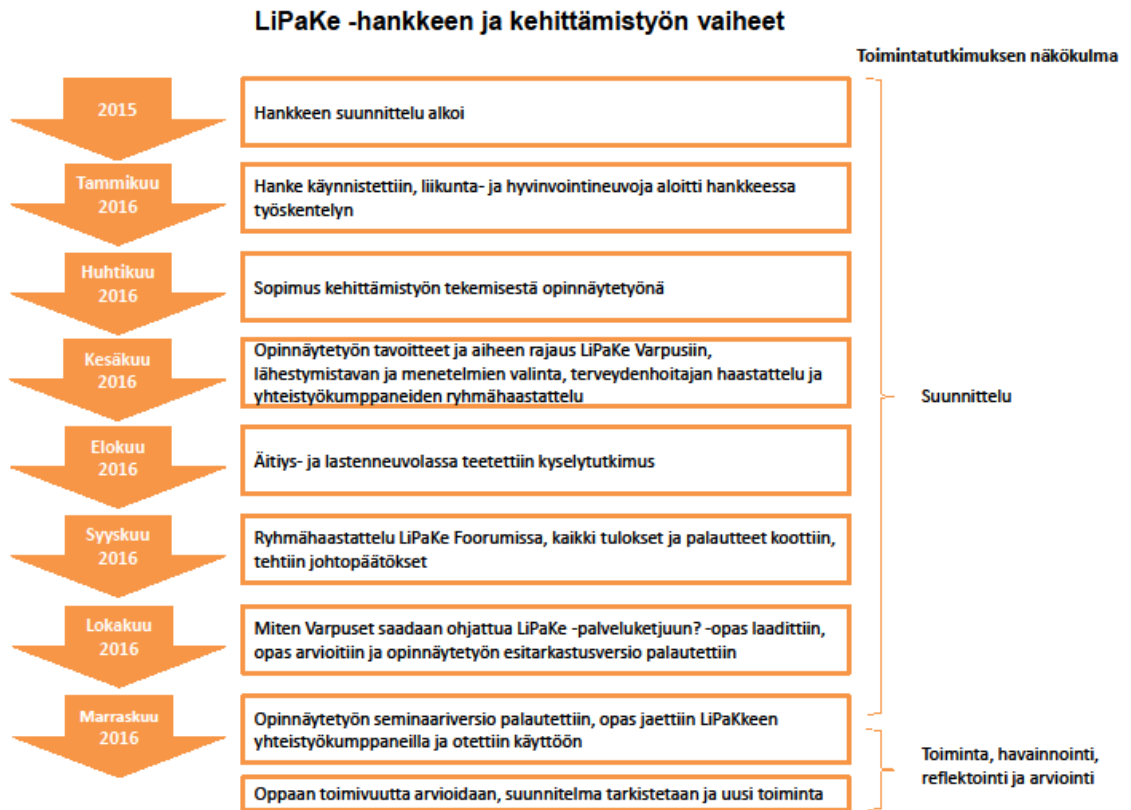 LiPaKe -hankkeen ja kehittämistyön vaiheet
Toimintatutkimuksen näkökulma
2015
Hankkeen suunnittelu alkoi
Tammikuu
2016
Hanke käynnistettiin, liikunta- ja hyvinvointineuvoja aloitti hankkeessa
työskentelyn
Huhtikuu
2016
Sopimus kehittämistyön tekemisestä opinnäytetyönä
Kesäkuu
2016
Opinnäytetyön tavoitteet ja aiheen rajaus LiPaKe Varpusiin,
lähestymistavan ja menetelmien valinta, terveydenhoitajan haastattelu ja
yhteistyökumppaneiden ryhmähaastattelu
Suunnittelu
Elokuu
2016
Äitiys- ja lastenneuvolassa teetettiin kyselytutkimus
Syyskuu
2016
Ryhmähaastattelu LiPaKe Foorumissa, kaikki tulokset ja palautteet koottiin,
tehtiin johtopäätökset
Lokakuu
2016
Miten Varpuset saadaan ohjattua LiPaKe -palveluketjuun? -opas laadittiin,
opas arvioitiin ja opinnäytetyön esitarkastusversio palautettiin
Marraskuu
2016
Opinnäytetyön seminaariversio palautettiin, opas jaettiin LiPaKkeen
yhteistyökumppaneilla ja otettiin käyttöön
Toiminta, havainnointi,
reflektointi ja arviointi
Oppaan toimivuutta arvioidaan, suunnitelma tarkistetaan ja uusi toiminta